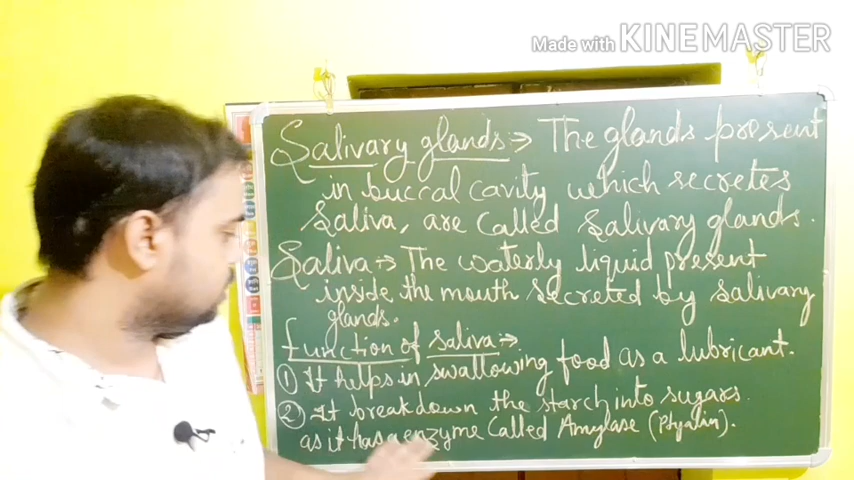 Made with KINEMASTER
Salivary glands → The glands present
in buccal cavity which secretes
Saliva, are called Salivary glands.
Saliva → The waterly liquid present
inside the mouth secreted by Salivary
glands.
function of saliva →
① It helps in swallowing food as a lubricant.
② It breakdown the starch into sugars
as it has a enzyme Called Amylase (Ptyalin).